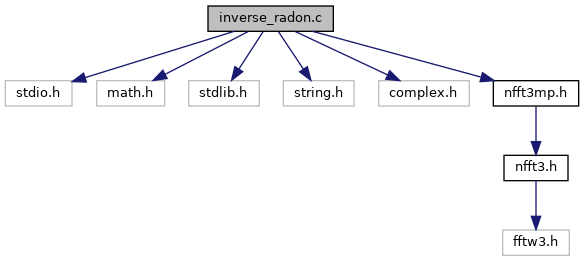 inverse_radon.c
stdio.h
math.h
stdlib.h
string.h
complex.h
nfft3mp.h
nfft3.h
fftw3.h